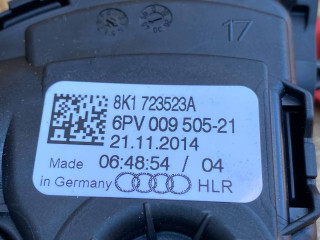 17
8K1 723523A
6PV 009 505-21
21.11.2014
Made 06:48:54 / 04
in Germany HLR